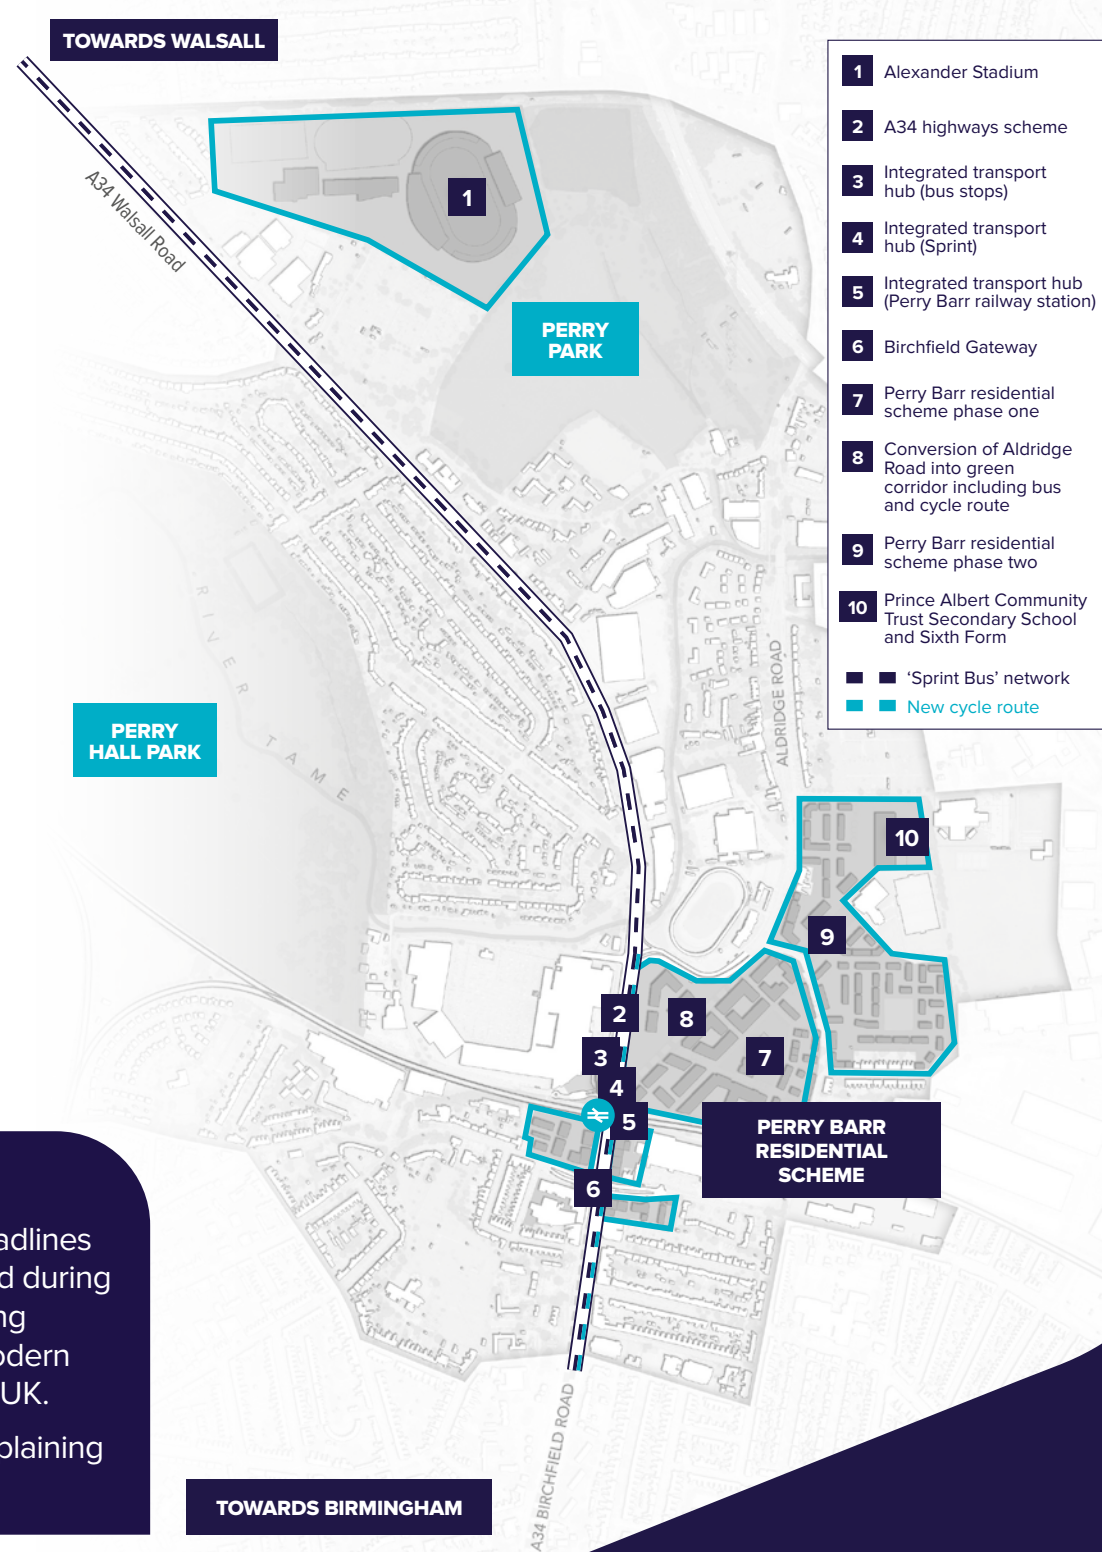 TOWARDS WALSALL
A34 Walsall Road
1
PERRY
PARK
1 Alexander Stadium
2 A34 highways scheme
3 Integrated transport
hub (bus stops)
4 Integrated transport
hub (Sprint)
5 Integrated transport hub
(Perry Barr railway station)
6 Birchfield Gateway
7 Perry Barr residential
scheme phase one
8 Conversion of Aldridge
Road into green
corridor including bus
and cycle route
9 Perry Barr residential
scheme phase two
10 Prince Albert Community
Trust Secondary School
and Sixth Form
‘Sprint Bus’ network
New cycle route
RIVER TAME
ALDRIDGE ROAD
PERRY
HALL PARK
10
9
2
8
3
7
4
5
PERRY BARR
RESIDENTIAL
SCHEME
6
UK.
d during
A34 BIRCHFIELD ROAD
TOWARDS BIRMINGHAM